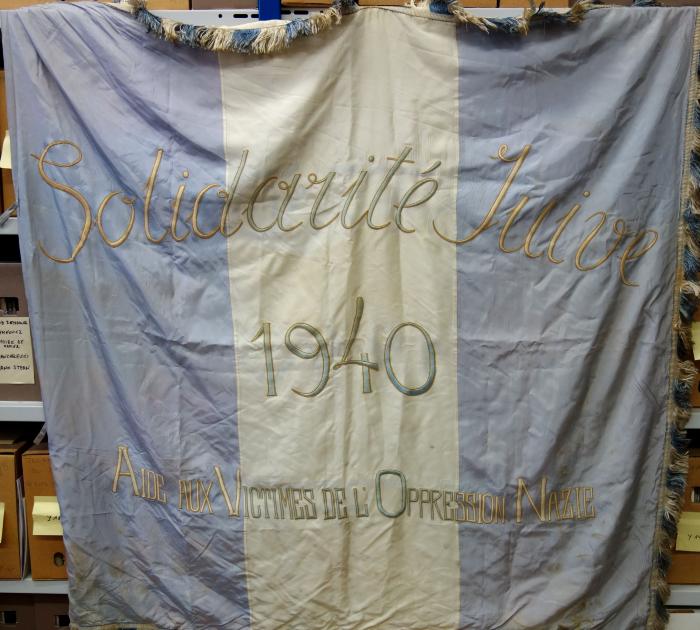 Solidarité Juive
1940
AIDE AUX VICTIMES DE L'OPPRESSION NAZIE